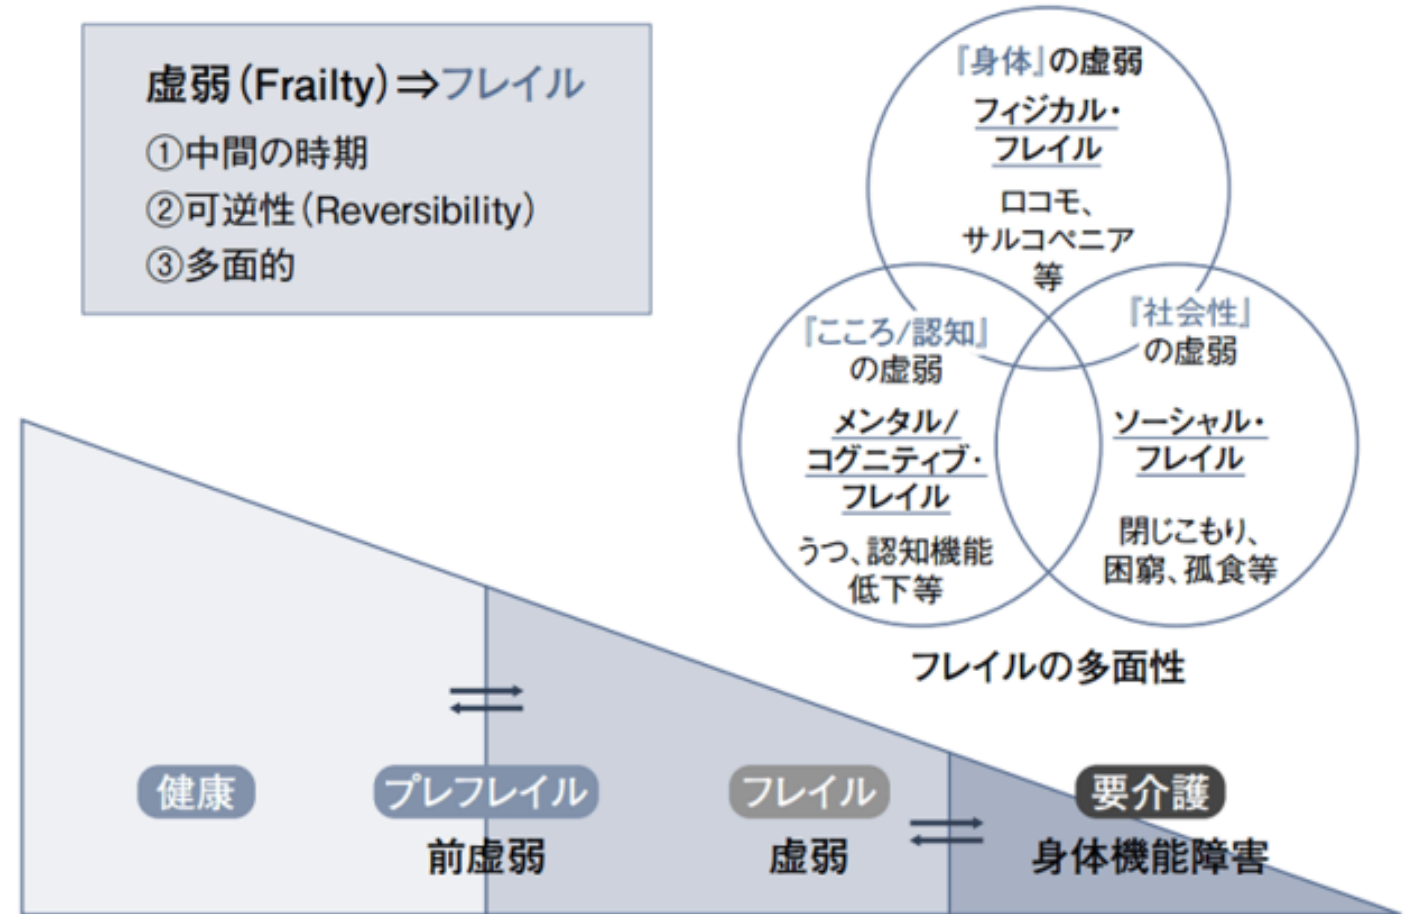 虚弱（Frailty）⇒フレイル
①中間の時期
②可逆性（Reversibility）
③多面的
『身体』の虚弱
フィジカル・
フレイル
ロコモ、
サルコペニア
等
『こころ/認知』
の虚弱
メンタル/
コグニティブ・
フレイル
うつ、認知機能
低下等
『社会性』
の虚弱
ソーシャル・
フレイル
閉じこもり、
困窮、孤食等
フレイルの多面性
健康
プレフレイル
前虚弱
フレイル
虚弱
要介護
身体機能障害